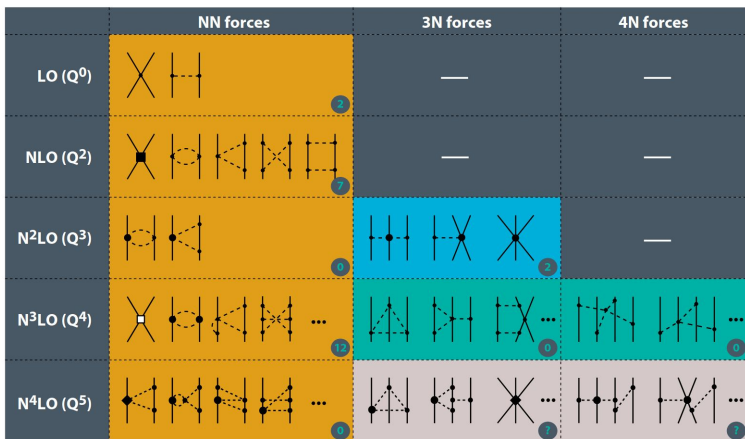 NN forces 3N forces 4N forces
LO (Q⁰) — —
2
NLO (Q²) — —
7
N²LO (Q³) —
0 2
N³LO (Q⁴) ... ... ...
12 0 0
N⁴LO (Q⁵) ... ... ...
0 ? ?